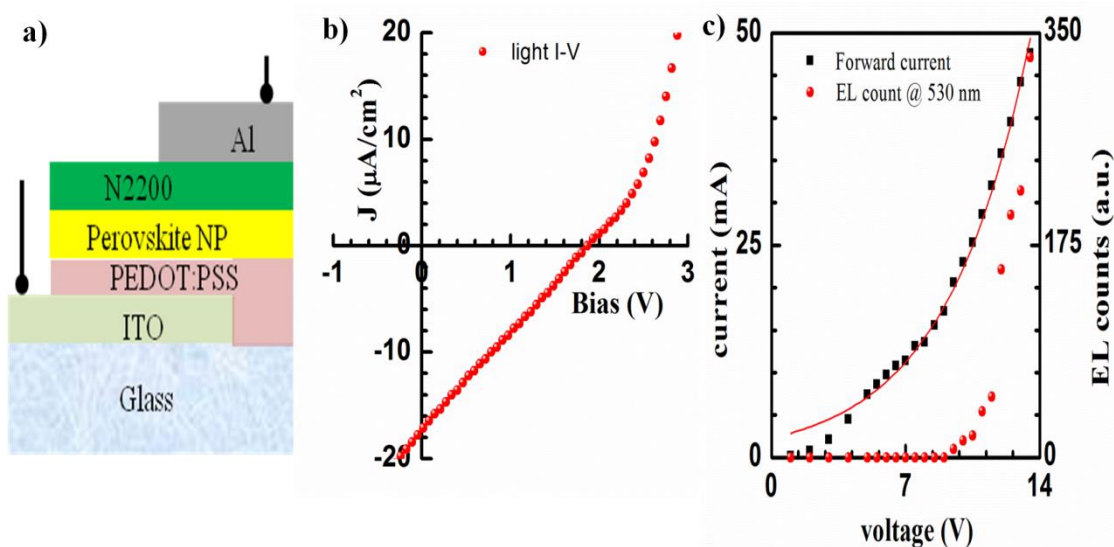 a)
Al
N2200
Perovskite NP
PEDOT:PSS
ITO
Glass
b)
20
light I-V
10
J (µA/cm²)
0
0
1
2
3
Bias (V)
-10
-20
c)
50
350
Forward current
EL count @ 530 nm
current (mA)
EL counts (a.u.)
25
175
0
0
0
7
14
voltage (V)